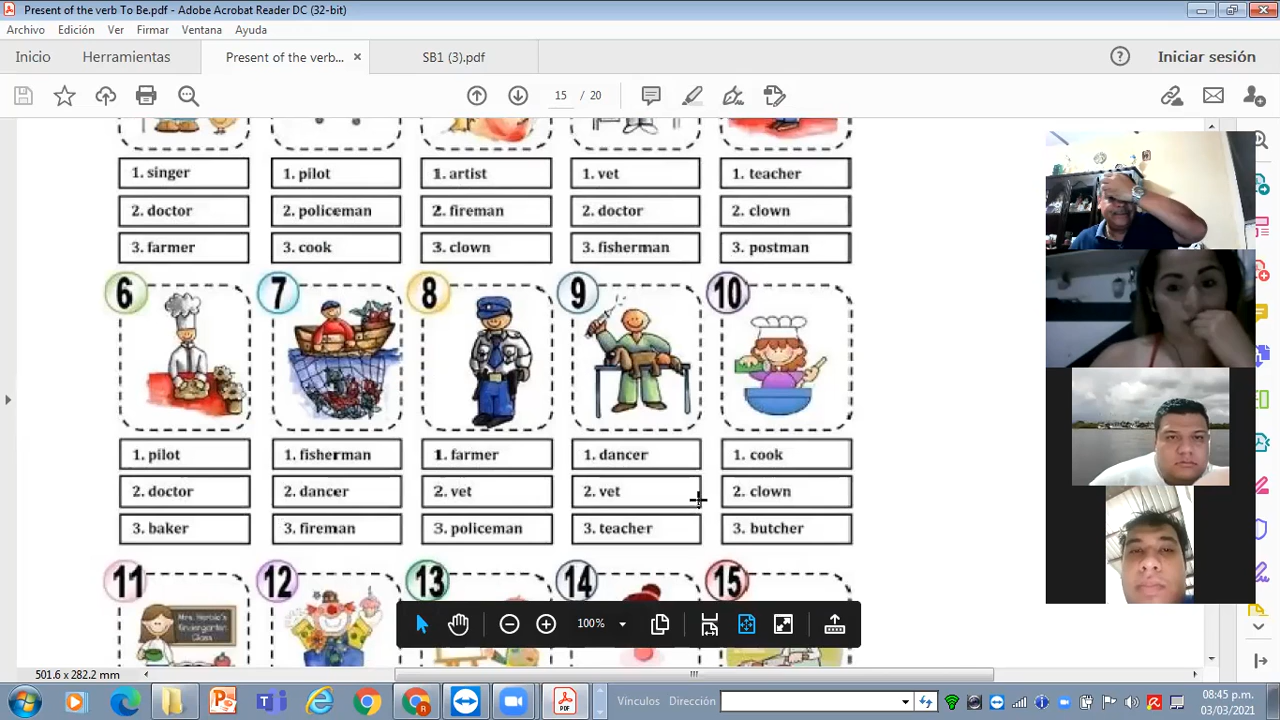 Present of the verb To Be.pdf - Adobe Acrobat Reader DC (32-bit)
Archivo Edición Ver Firmar Ventana Ayuda
Inicio Herramientas Present of the verb... × SB1 (3).pdf Iniciar sesión
15 / 20
1. singer 1. pilot 1. artist 1. vet 1. teacher
2. doctor 2. policeman 2. fireman 2. doctor 2. clown
3. farmer 3. cook 3. clown 3. fisherman 3. postman
6 7 8 9 10
1. pilot 1. fisherman 1. farmer 1. dancer 1. cook
2. doctor 2. dancer 2. vet 2. vet 2. clown
3. baker 3. fireman 3. policeman 3. teacher 3. butcher
11 12 13 14 15
Kindergarten
Class
100%
501.6 x 282.2 mm
Vínculos Dirección
08:45 p.m.
03/03/2021